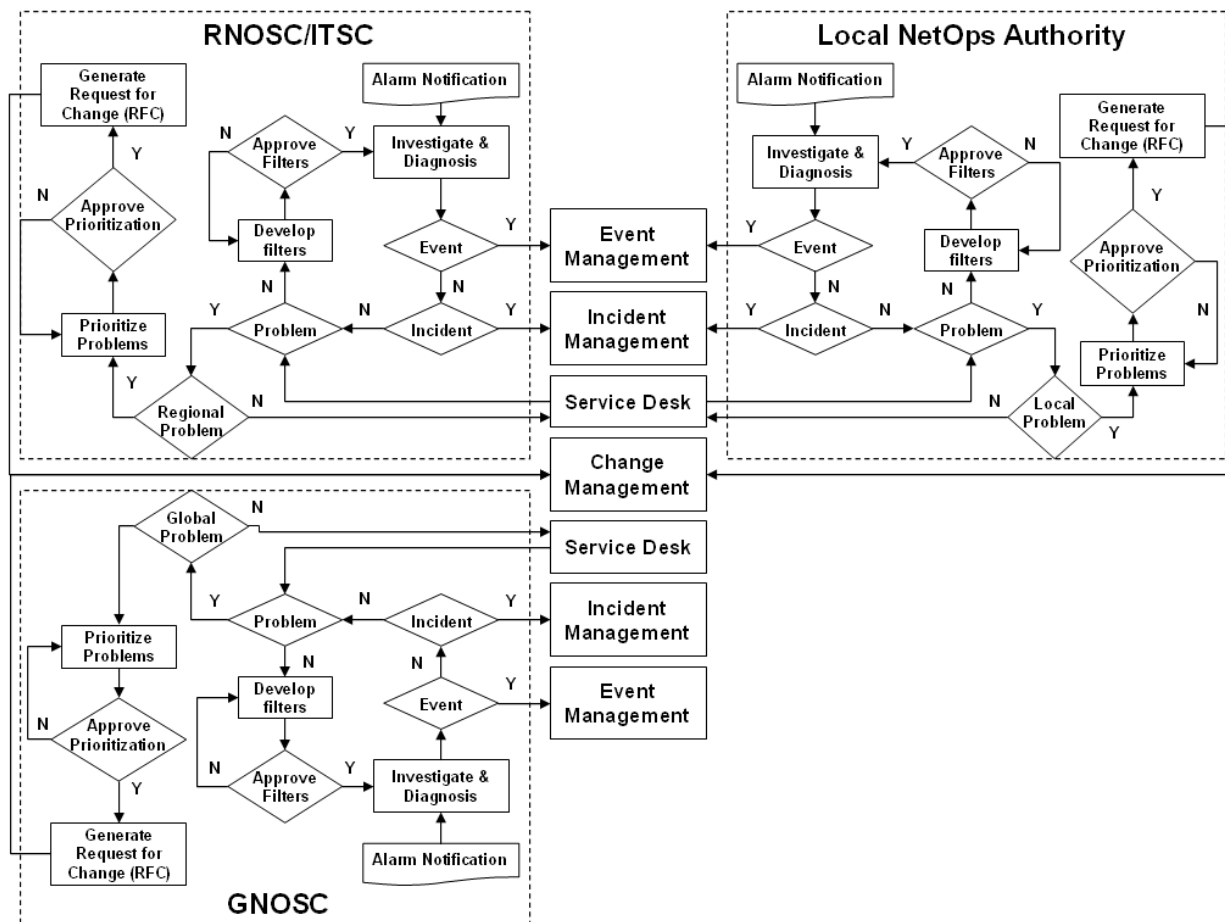 RNOSC/ITSC
Generate
Request for
Change (RFC)
Y
N
Approve
Prioritization
Prioritize
Problems
Y
Regional
Problem
N
Y
Problem
N
Develop
filters
N
Approve
Filters
Y
Alarm Notification
Investigate &
Diagnosis
Event
Y
N
Incident
N
Y
Event
Management
Incident
Management
Service Desk
Change
Management
Service Desk
Incident
Management
Event
Management
Local NetOps Authority
Alarm Notification
Investigate &
Diagnosis
Y
Approve
Filters
N
Develop
filters
N
Y
Event
N
Y
Incident
N
Problem
Y
Local
Problem
N
Y
Prioritize
Problems
N
Approve
Prioritization
Y
Generate
Request for
Change (RFC)
Global
Problem
N
Y
Problem
N
Incident
Y
N
Event
Y
N
Develop
filters
N
Approve
Filters
Y
Investigate &
Diagnosis
Alarm Notification
Prioritize
Problems
N
Approve
Prioritization
Y
Generate
Request for
Change (RFC)
GNOSC